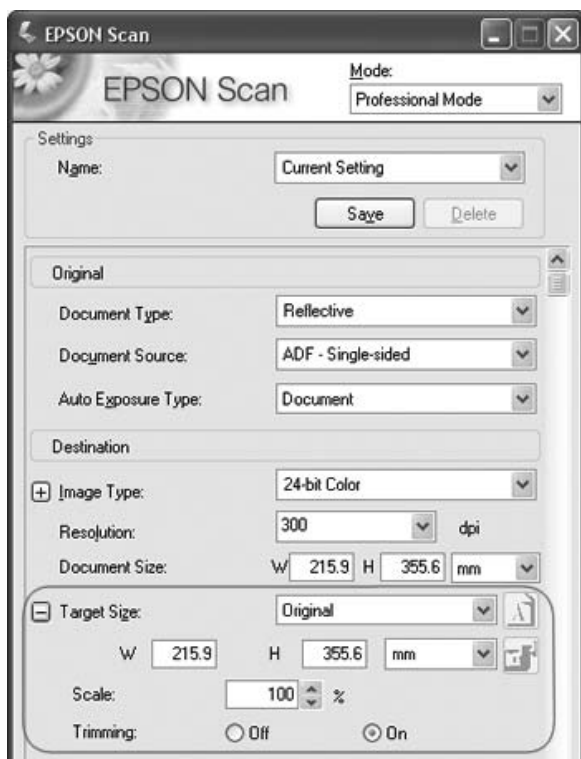 EPSON Scan
Mode:
EPSON Scan
Professional Mode
Settings
Name: Current Setting
Save Delete
Original
Document Type: Reflective
Document Source: ADF - Single-sided
Auto Exposure Type: Document
Destination
Image Type: 24-bit Color
Resolution: 300 dpi
Document Size: W 215.9 H 355.6 mm
Target Size: Original A
W 215.9 H 355.6 mm
Scale: 100 %
Trimming: Off On